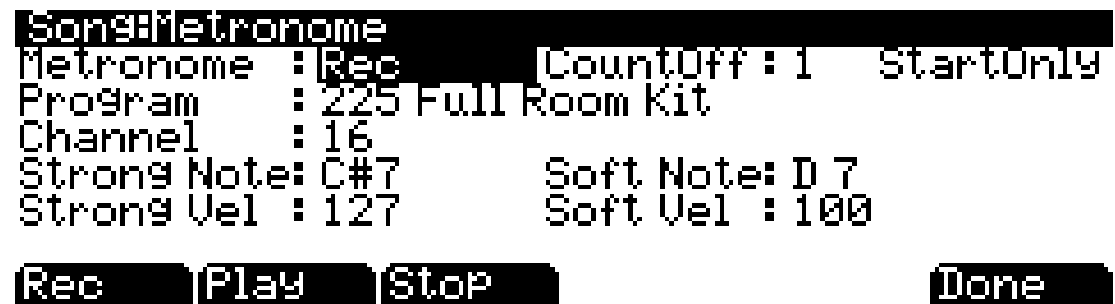 Song:Metronome
Metronome :Rec CountOff:1 StartOnly
Program :225 Full Room Kit
Channel :16
Strong Note:C#7 Soft Note:D 7
Strong Vel :127 Soft Vel :100
Rec Play Stop Done